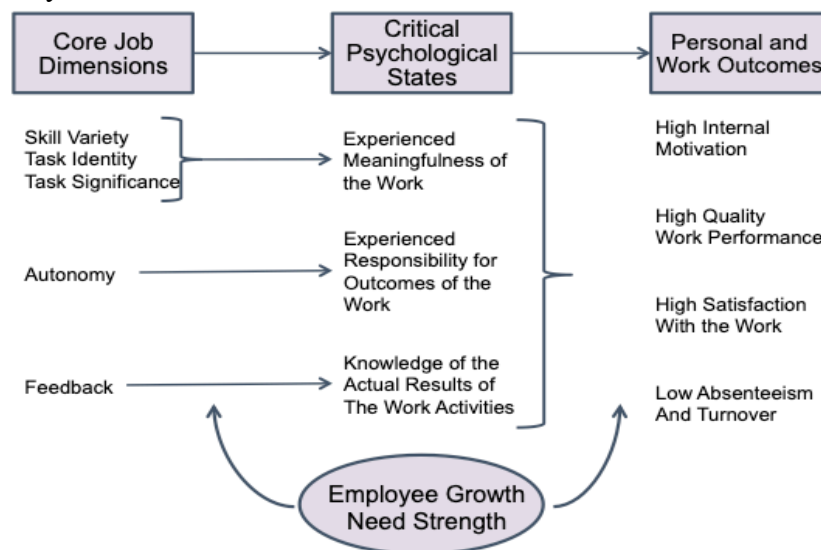 Core Job
Dimensions
Critical
Psychological
States
Personal and
Work Outcomes
Skill Variety
Task Identity
Task Significance
Experienced
Meaningfulness of
the Work
High Internal
Motivation
High Quality
Work Performance
Autonomy
Experienced
Responsibility for
Outcomes of the
Work
High Satisfaction
With the Work
Feedback
Knowledge of the
Actual Results of
The Work Activities
Low Absenteeism
And Turnover
Employee Growth
Need Strength